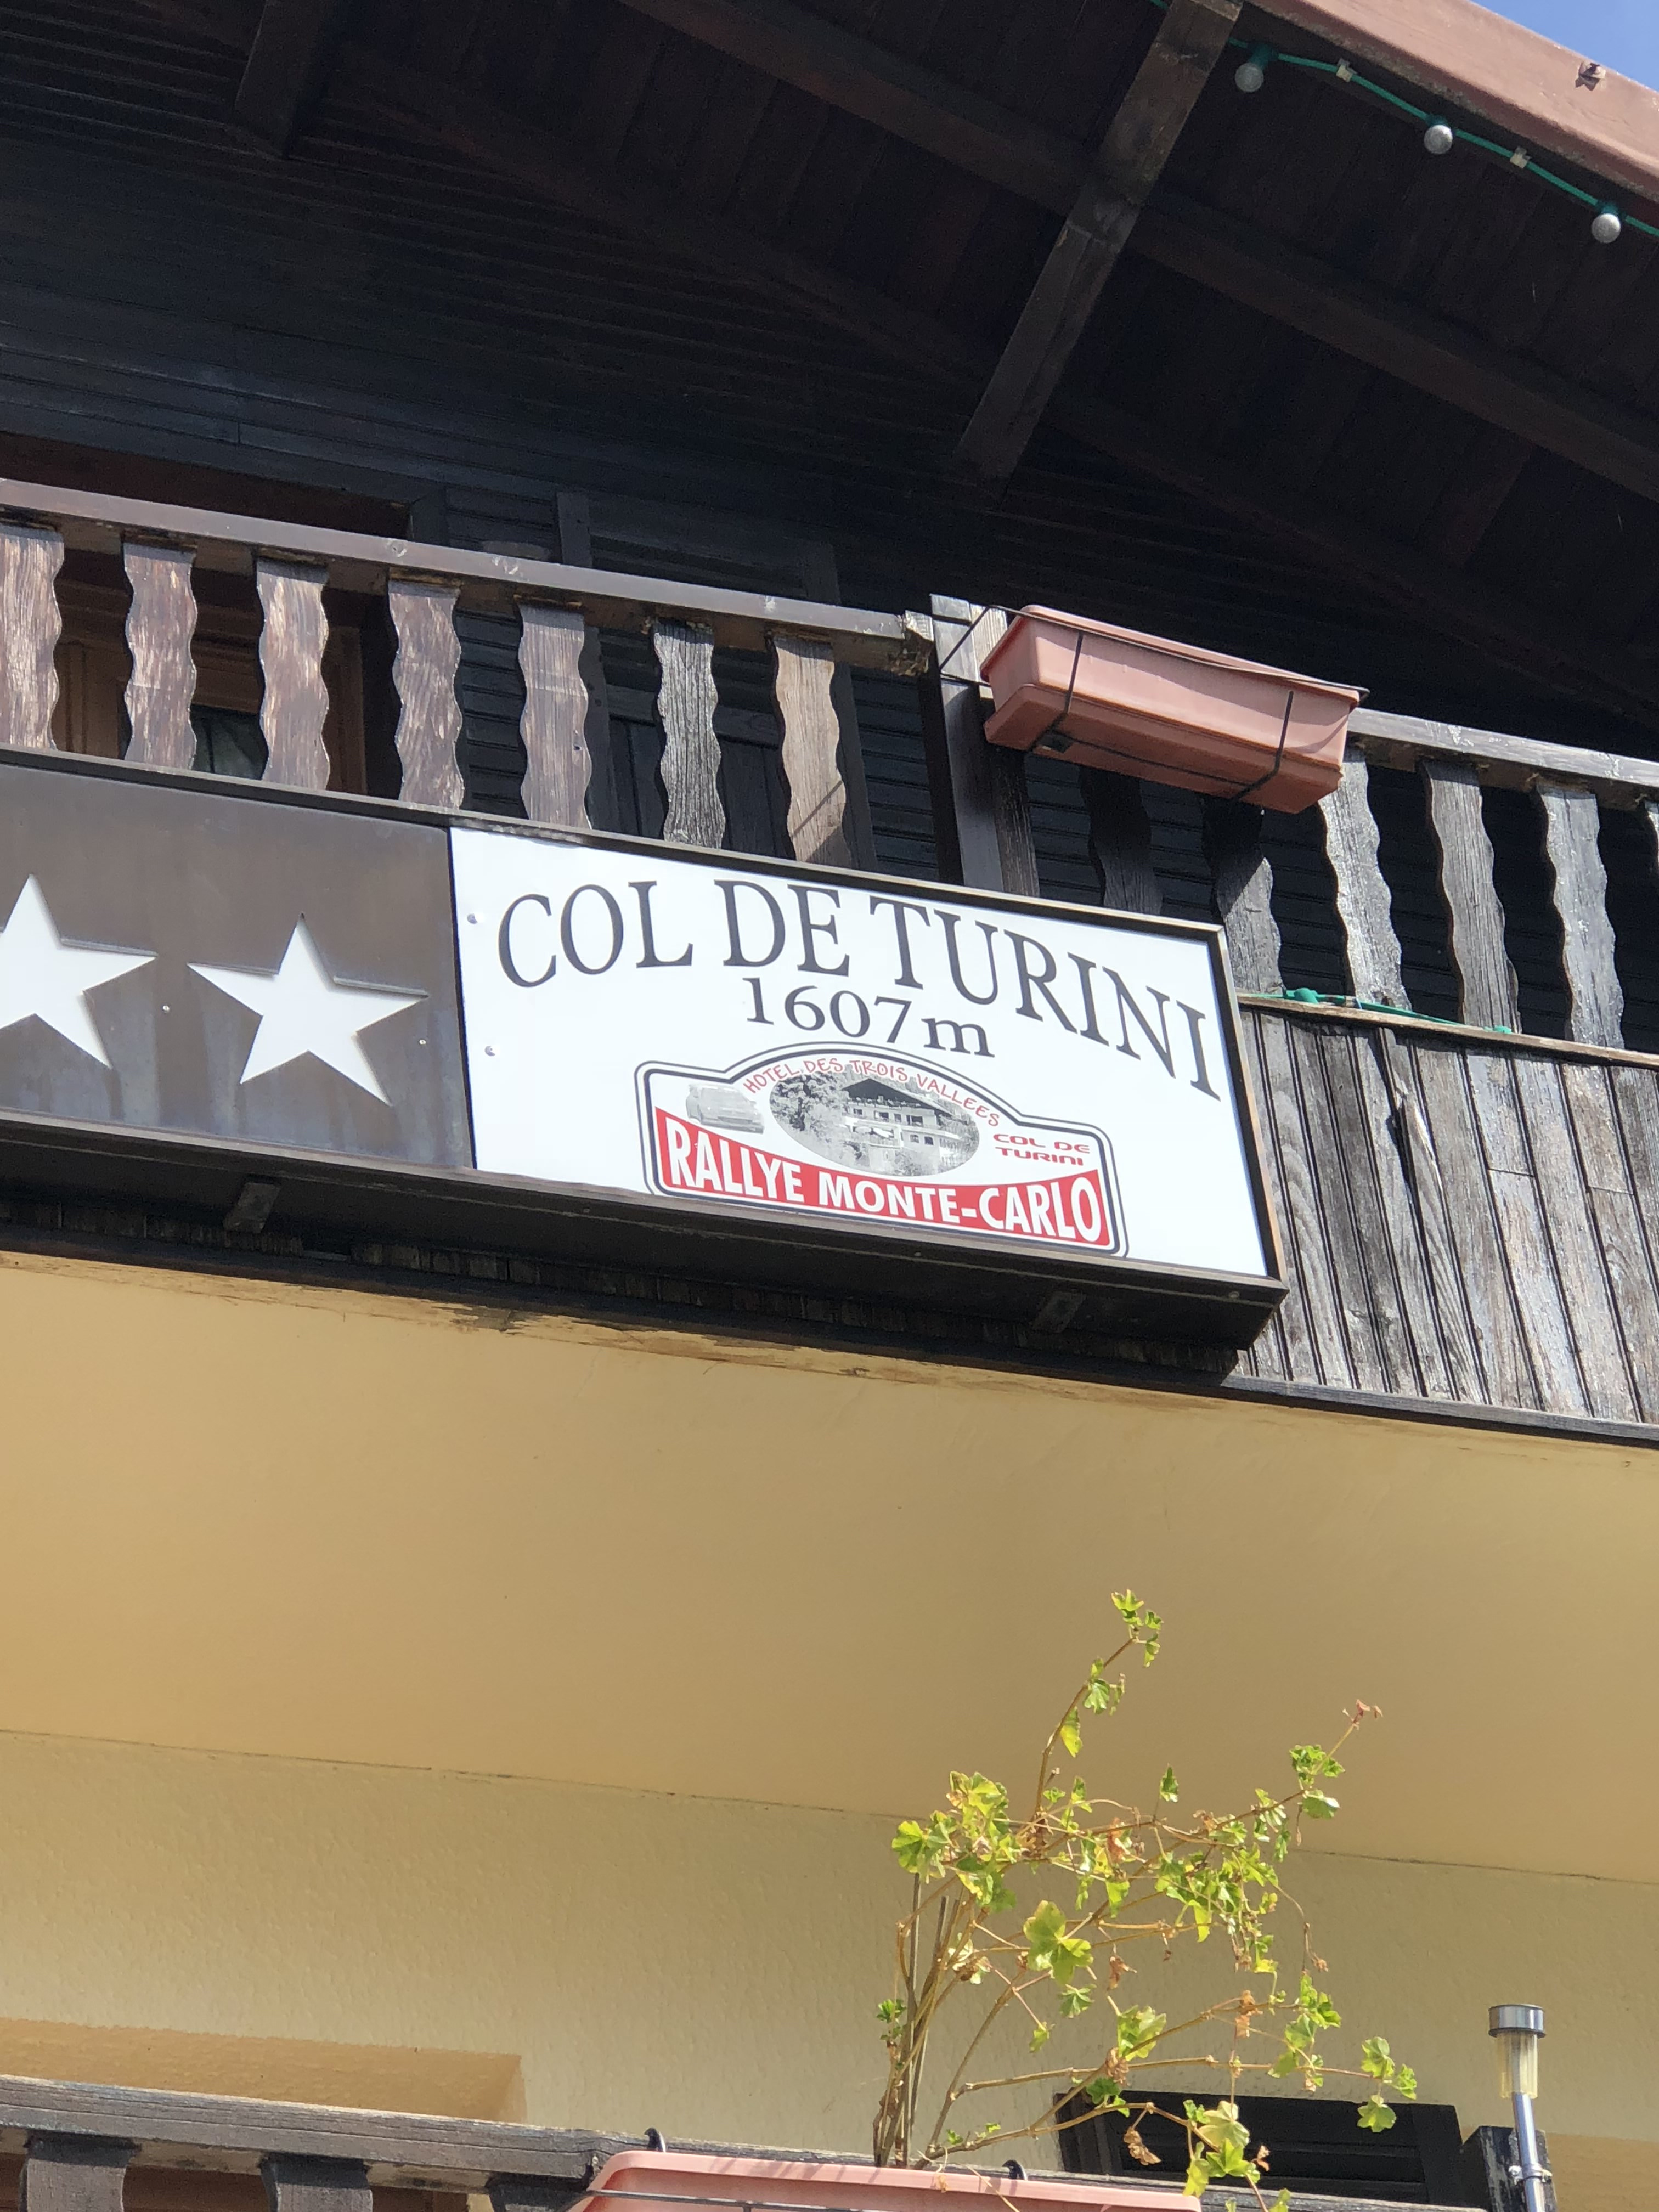 COL DE TURINI
1607m
HOTEL DES TROIS VALLEES
COL DE
TURINI
RALLYE MONTE-CARLO